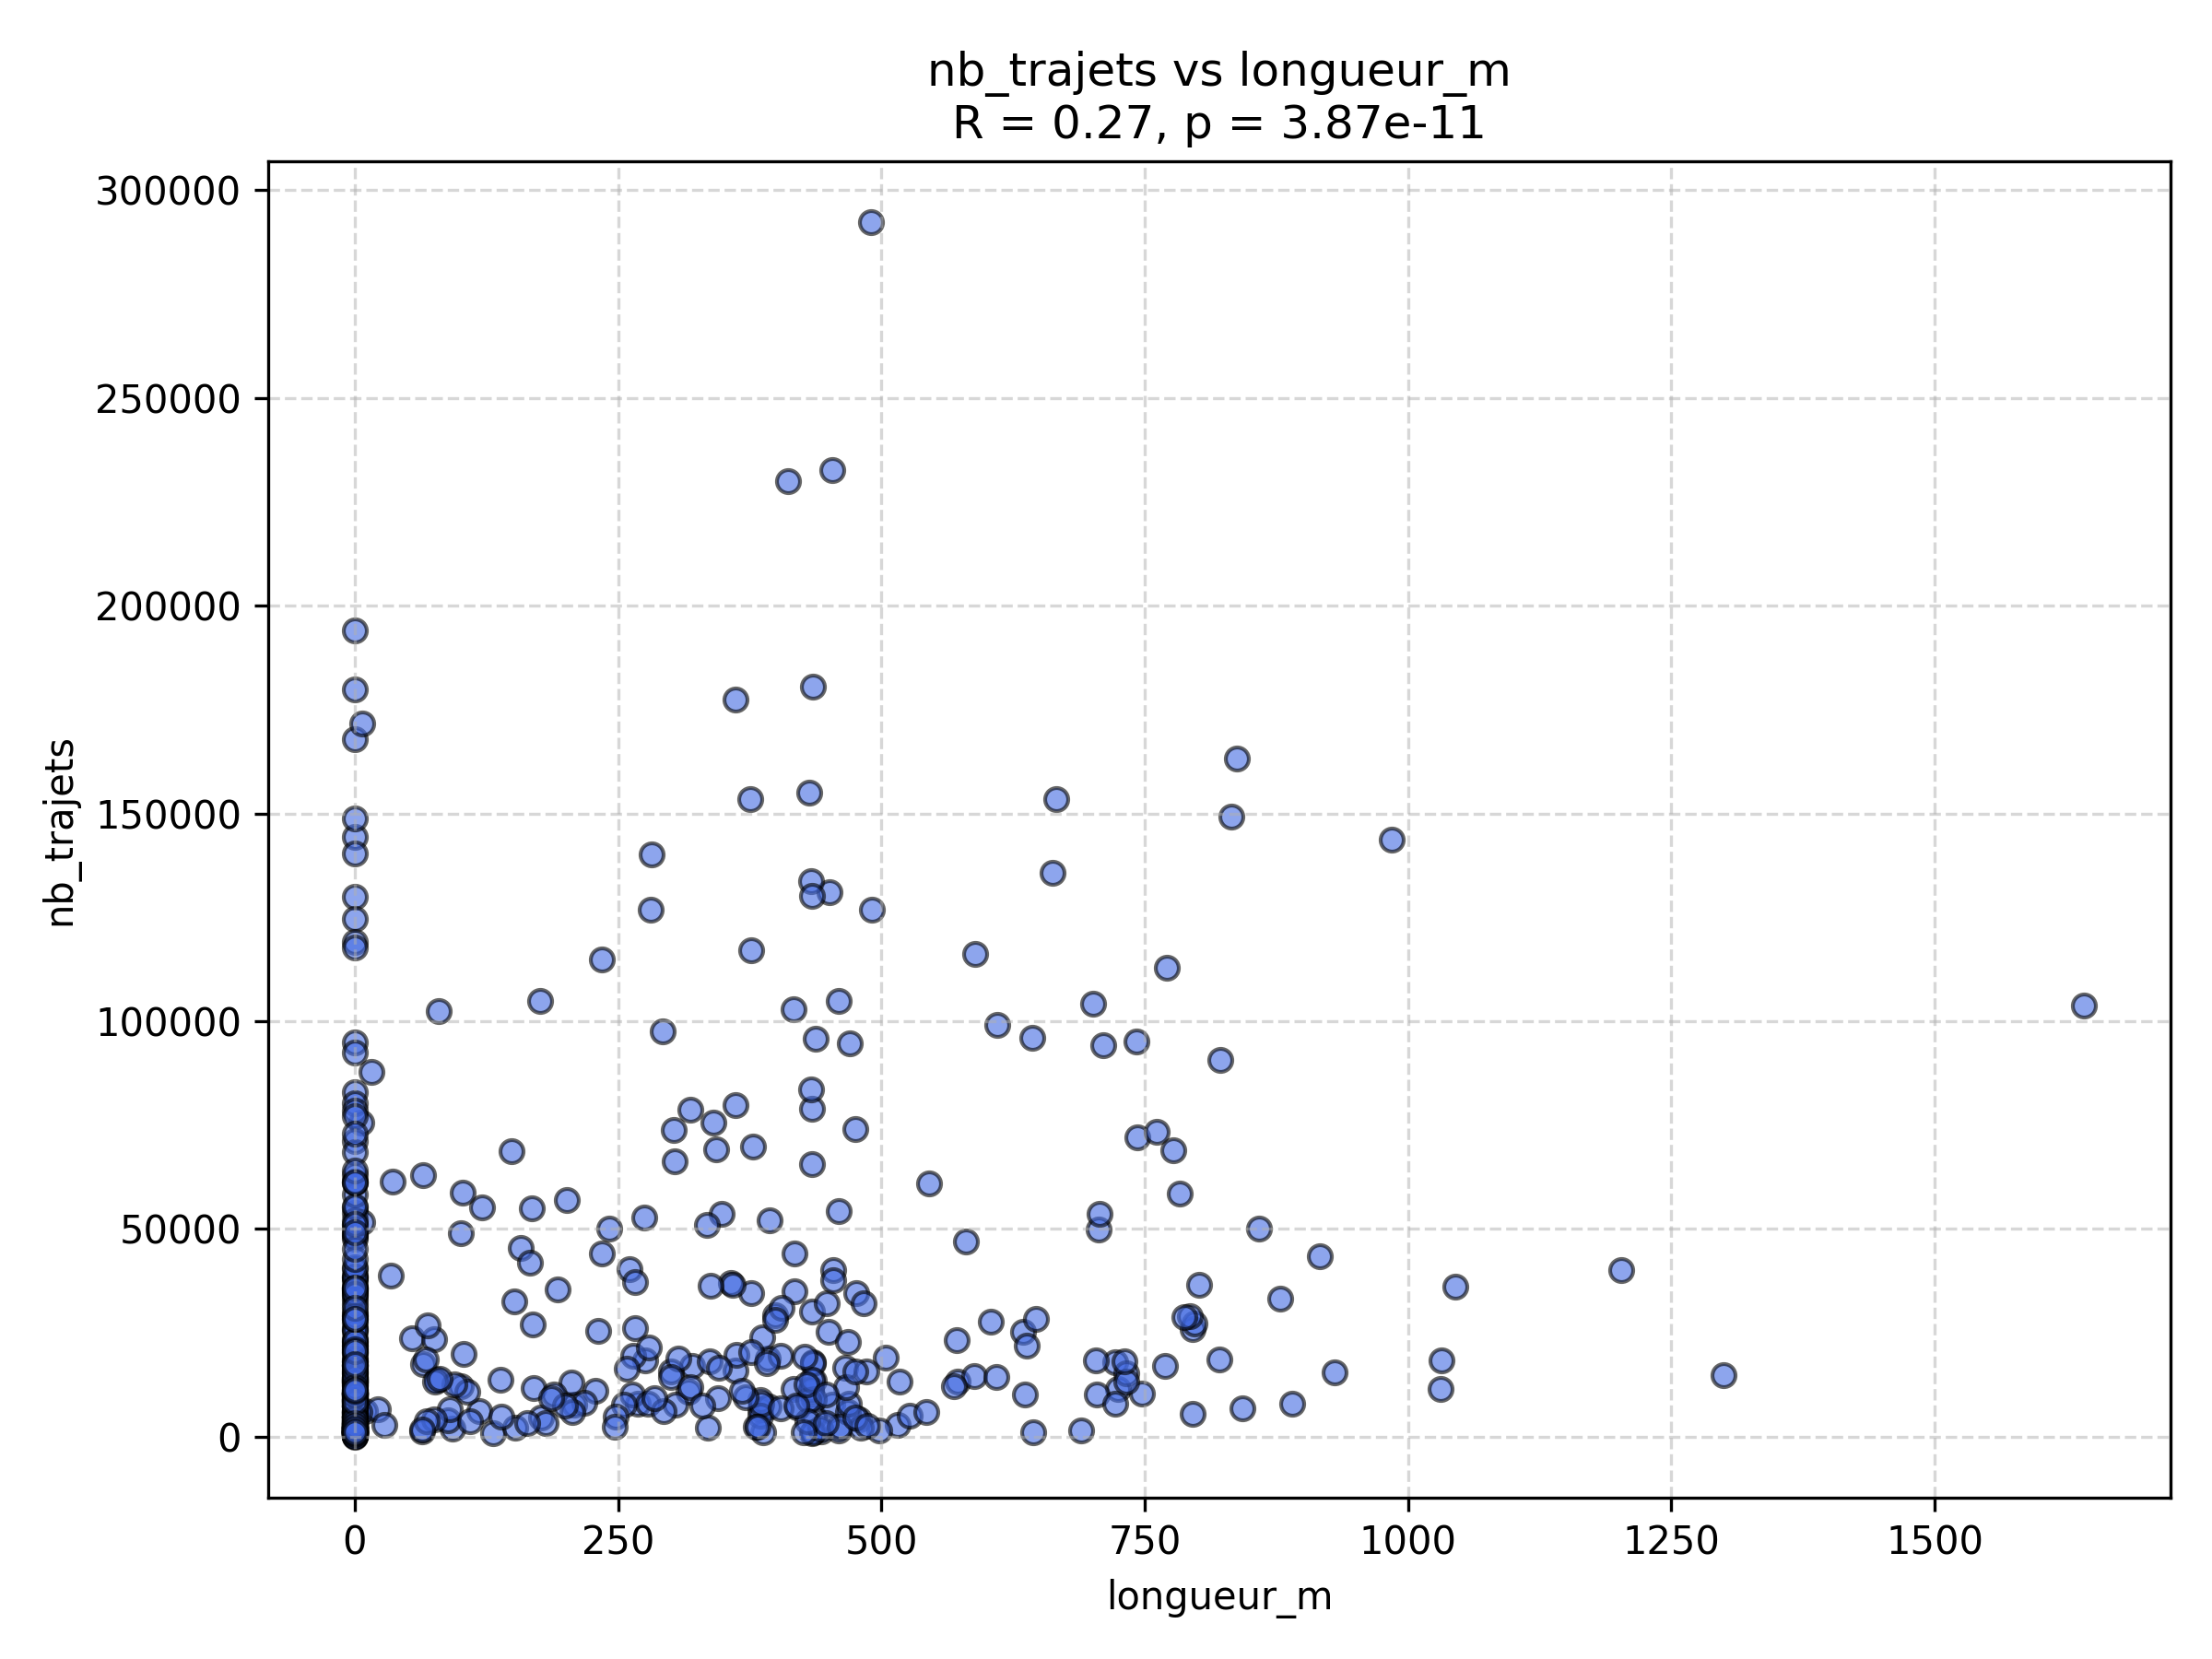 nb_trajets vs longueur_m
R = 0.27, p = 3.87e-11
300000
250000
200000
150000
100000
50000
0
nb_trajets
0 250 500 750 1000 1250 1500
longueur_m